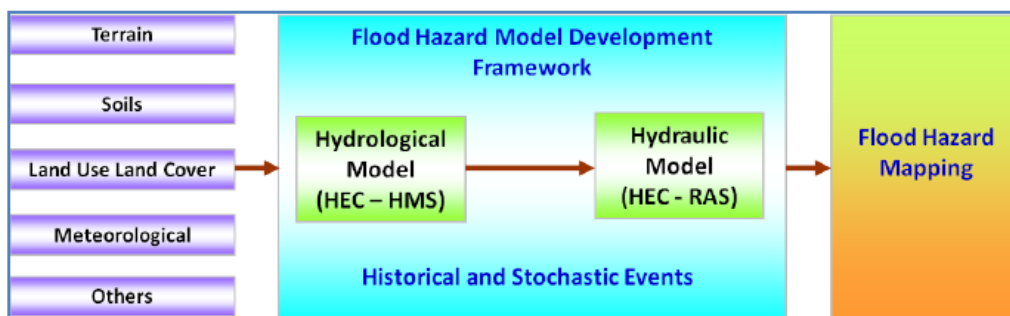 Terrain
Soils
Land Use Land Cover
Meteorological
Others
Flood Hazard Model Development
Framework
Hydrological
Model
(HEC – HMS)
Hydraulic
Model
(HEC - RAS)
Historical and Stochastic Events
Flood Hazard
Mapping